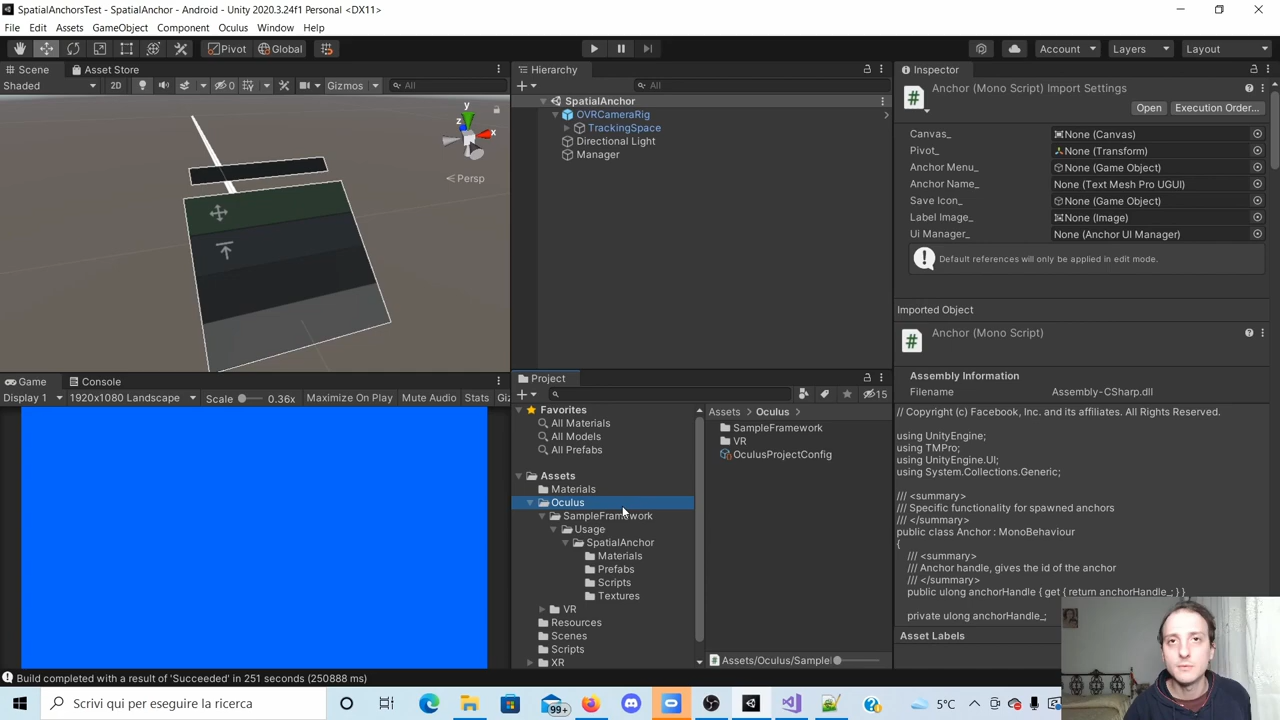 SpatialAnchorsTest - SpatialAnchor - Android - Unity 2020.3.24f1 Personal <DX11>
File Edit Assets GameObject Component Oculus Window Help
Pivot Global Account Layers Layout
Scene Asset Store
Shaded 2D 0 Gizmos All
y
z
x
Persp
Game Console
Display 1 1920x1080 Landscape Scale 0.36x Maximize On Play Mute Audio Stats Giz
Hierarchy
All
SpatialAnchor
OVRCameraRig
TrackingSpace
Directional Light
Manager
Project
15
Favorites
All Materials
All Models
All Prefabs
Assets
Materials
Oculus
SampleFramework
Usage
SpatialAnchor
Materials
Prefabs
Scripts
Textures
VR
Resources
Scenes
Scripts
XR
Assets > Oculus >
SampleFramework
VR
OculusProjectConfig
Assets/Oculus/Sample
Inspector
Anchor (Mono Script) Import Settings
Open Execution Order...
Canvas_ None (Canvas)
Pivot_ None (Transform)
Anchor Menu_ None (Game Object)
Anchor Name_ None (Text Mesh Pro UGUI)
Save Icon_ None (Game Object)
Label Image_ None (Image)
Ui Manager_ None (Anchor UI Manager)
Default references will only be applied in edit mode.
Imported Object
Anchor (Mono Script)
Assembly Information
Filename Assembly-CSharp.dll
// Copyright (c) Facebook, Inc. and its affiliates. All Rights Reserved.
using UnityEngine;
using TMPro;
using UnityEngine.UI;
using System.Collections.Generic;
/// <summary>
/// Specific functionality for spawned anchors
/// </summary>
public class Anchor : MonoBehaviour
{
/// <summary>
/// Anchor handle, gives the id of the anchor
/// </summary>
public ulong anchorHandle { get { return anchorHandle_; } }
private ulong anchorHandle_;
Asset Labels
Build completed with a result of 'Succeeded' in 251 seconds (250888 ms)
Scrivi qui per eseguire la ricerca
99+
5°C